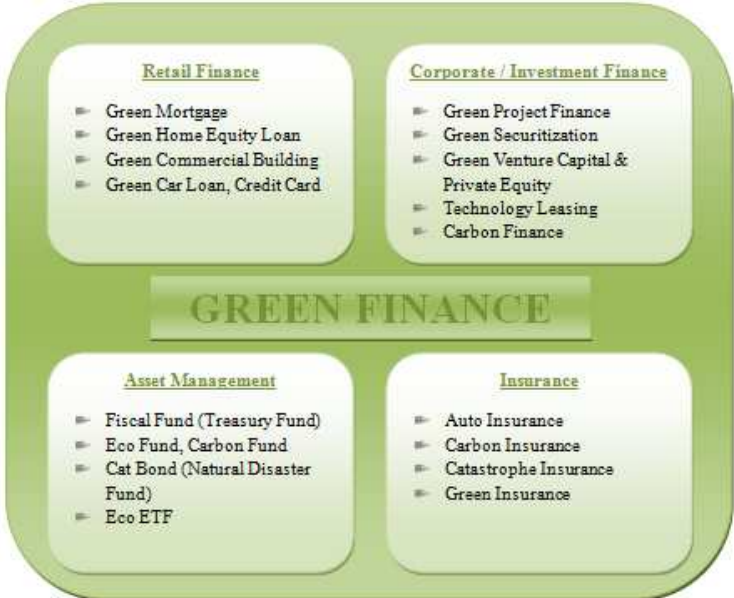 Retail Finance
Green Mortgage
Green Home Equity Loan
Green Commercial Building
Green Car Loan, Credit Card
Corporate / Investment Finance
Green Project Finance
Green Securitization
Green Venture Capital &
Private Equity
Technology Leasing
Carbon Finance
GREEN FINANCE
Asset Management
Fiscal Fund (Treasury Fund)
Eco Fund, Carbon Fund
Cat Bond (Natural Disaster
Fund)
Eco ETF
Insurance
Auto Insurance
Carbon Insurance
Catastrophe Insurance
Green Insurance